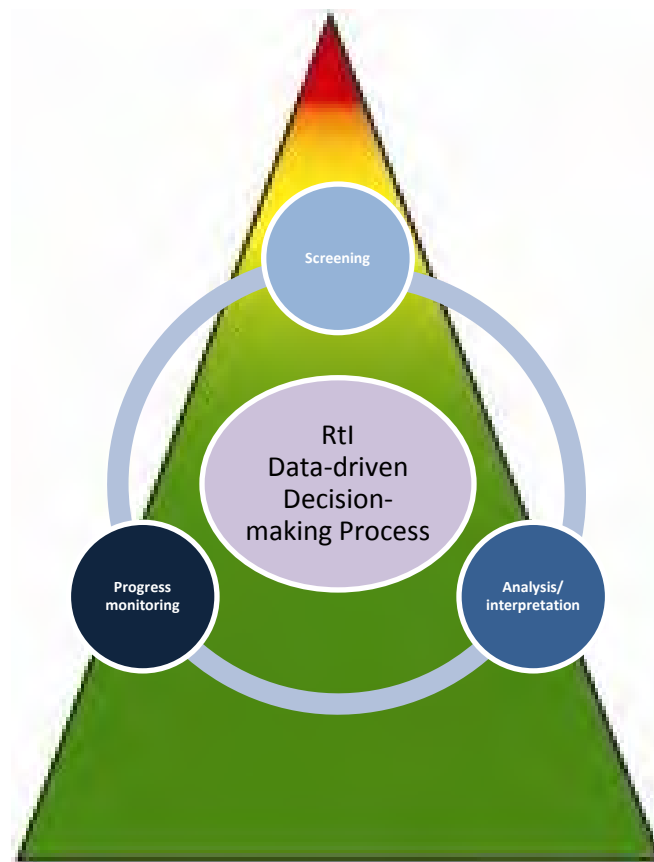 Screening
RtI
Data-driven
Decision-
making Process
Progress
monitoring
Analysis/
interpretation